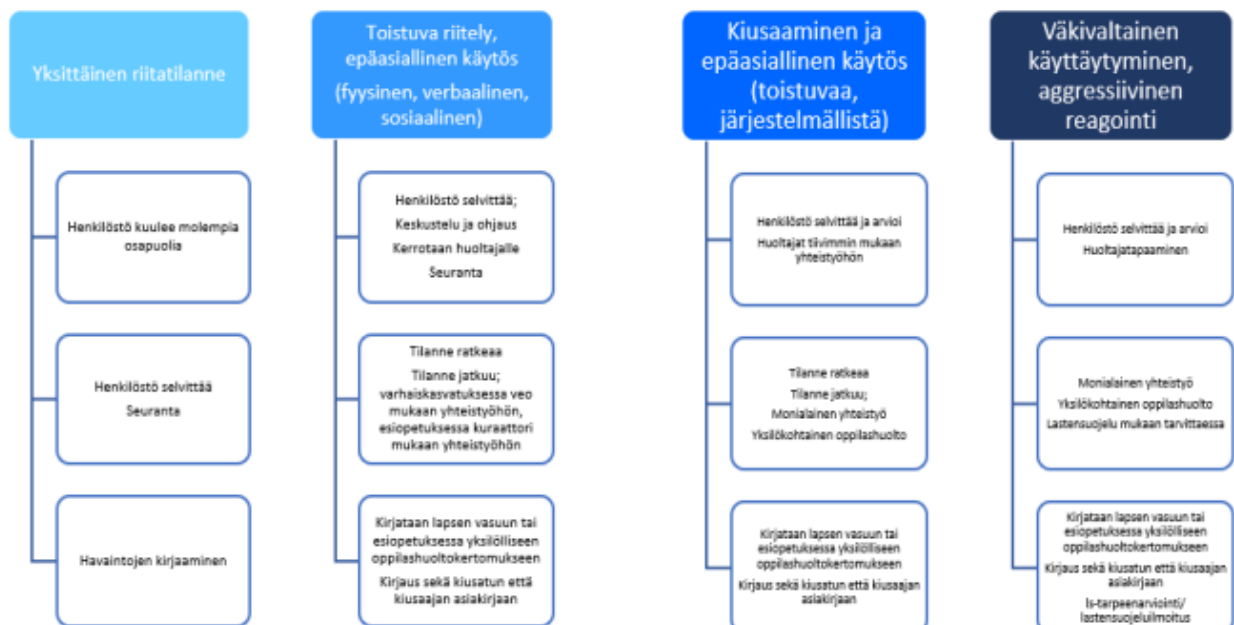 Yksittäinen riitatilanne
Henkilöstö kuulee molempia
osapuolia
Henkilöstö selvittää
Seuranta
Havaintojen kirjaaminen
Toistuva riitely,
epäasiallinen käytös
(fyysinen, verbaalinen,
sosiaalinen)
Henkilöstö selvittää;
Keskustelu ja ohjaus
Kerrotaan huoltajalle
Seuranta
Tilanne ratkeaa
Tilanne jatkuu;
varhaiskasvatuksessa veo
mukaan yhteistyöhön,
esiopetuksessa kuraattori
mukaan yhteistyöhön
Kirjataan lapsen vasuun tai
esiopetuksessa yksilölliseen
oppilashuoltokertomukseen
Kirjaus sekä kiusatun että
kiusaajan asiakirjaan
Kiusaaminen ja
epäasiallinen käytös
(toistuvaa,
järjestelmällistä)
Henkilöstö selvittää ja arvioi
Huoltajat tiivimmin mukaan
yhteistyöhön
Tilanne ratkeaa
Tilanne jatkuu;
Monialainen yhteistyö
Yksilökohtainen oppilashuolto
Kirjataan lapsen vasuun tai
esiopetuksessa yksilölliseen
oppilashuoltokertomukseen
Kirjaus sekä kiusatun että kiusaajan
asiakirjaan
Väkivaltainen
käyttäytyminen,
aggressiivinen
reagointi
Henkilöstö selvittää ja arvioi
Huoltajatapaaminen
Monialainen yhteistyö
Yksilökohtainen oppilashuolto
Lastensuojelu mukaan tarvittaessa
Kirjataan lapsen vasuun tai
esiopetuksessa yksilölliseen
oppilashuoltokertomukseen
Kirjaus sekä kiusatun että kiusaajan
asiakirjaan
ls-tarpeenarviointi/
lastensuojeluilmoitus